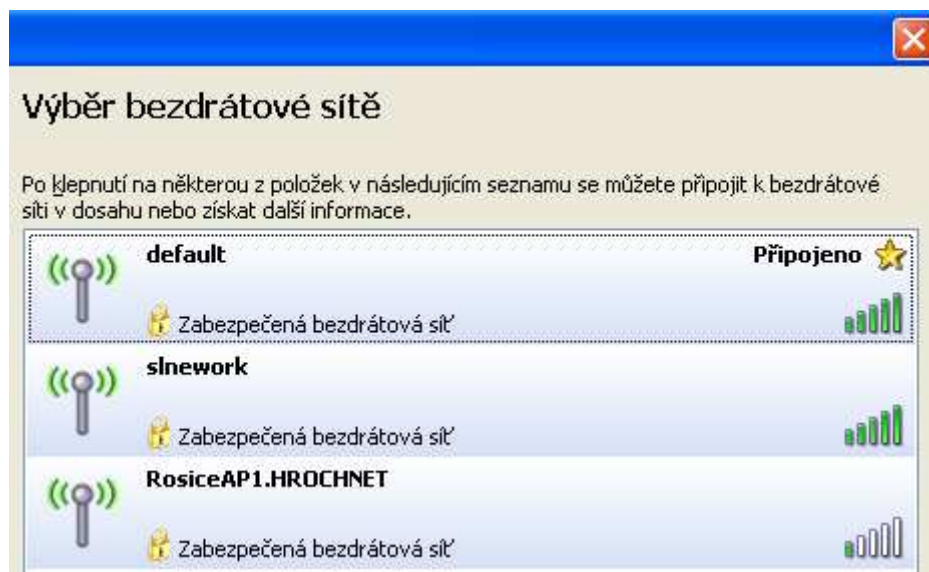 Výběr bezdrátové sítě
Po klepnutí na některou z položek v následujícím seznamu se můžete připojit k bezdrátové
síti v dosahu nebo získat další informace.
default Připojeno
Zabezpečená bezdrátová síť
slnework
Zabezpečená bezdrátová síť
RosiceAP1.HROCHNET
Zabezpečená bezdrátová síť